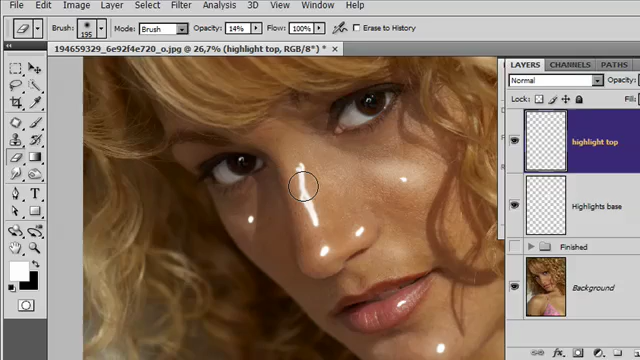 File Edit Image Layer Select Filter Analysis 3D View Window Help
Brush: 195 Mode: Brush Opacity: 14% Flow: 100% Erase to History
194659329_6e92f4e720_o.jpg @ 26,7% (highlight top, RGB/8*) * ×
LAYERS CHANNELS PATHS
Normal Opacity:
Lock: Fill:
highlight top
Highlights base
Finished
Background
fx